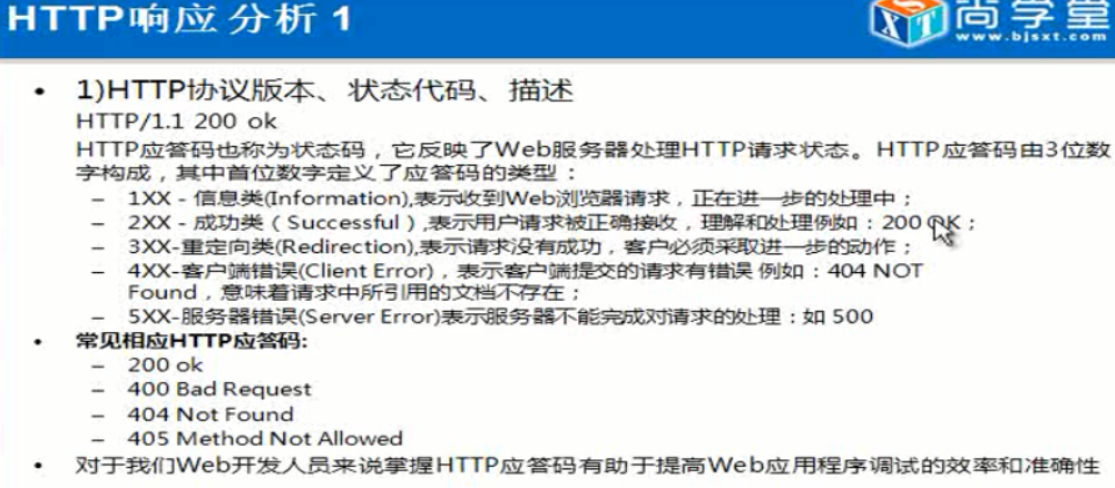 HTTP响应分析 1
尚学堂
www.bjsxt.com
• 1)HTTP协议版本、状态代码、描述
HTTP/1.1 200 ok
HTTP应答码也称为状态码，它反映了Web服务器处理HTTP请求状态。HTTP应答码由3位数
字构成，其中首位数字定义了应答码的类型：
– 1XX - 信息类(Information),表示收到Web浏览器请求，正在进一步的处理中；
– 2XX - 成功类（Successful）,表示用户请求被正确接收，理解和处理例如：200 OK；
– 3XX-重定向类(Redirection),表示请求没有成功，客户必须采取进一步的动作；
– 4XX-客户端错误(Client Error)，表示客户端提交的请求有错误 例如：404 NOT
Found，意味着请求中所引用的文档不存在；
– 5XX-服务器错误(Server Error)表示服务器不能完成对请求的处理：如 500
• 常见相应HTTP应答码:
– 200 ok
– 400 Bad Request
– 404 Not Found
– 405 Method Not Allowed
• 对于我们Web开发人员来说掌握HTTP应答码有助于提高Web应用程序调试的效率和准确性